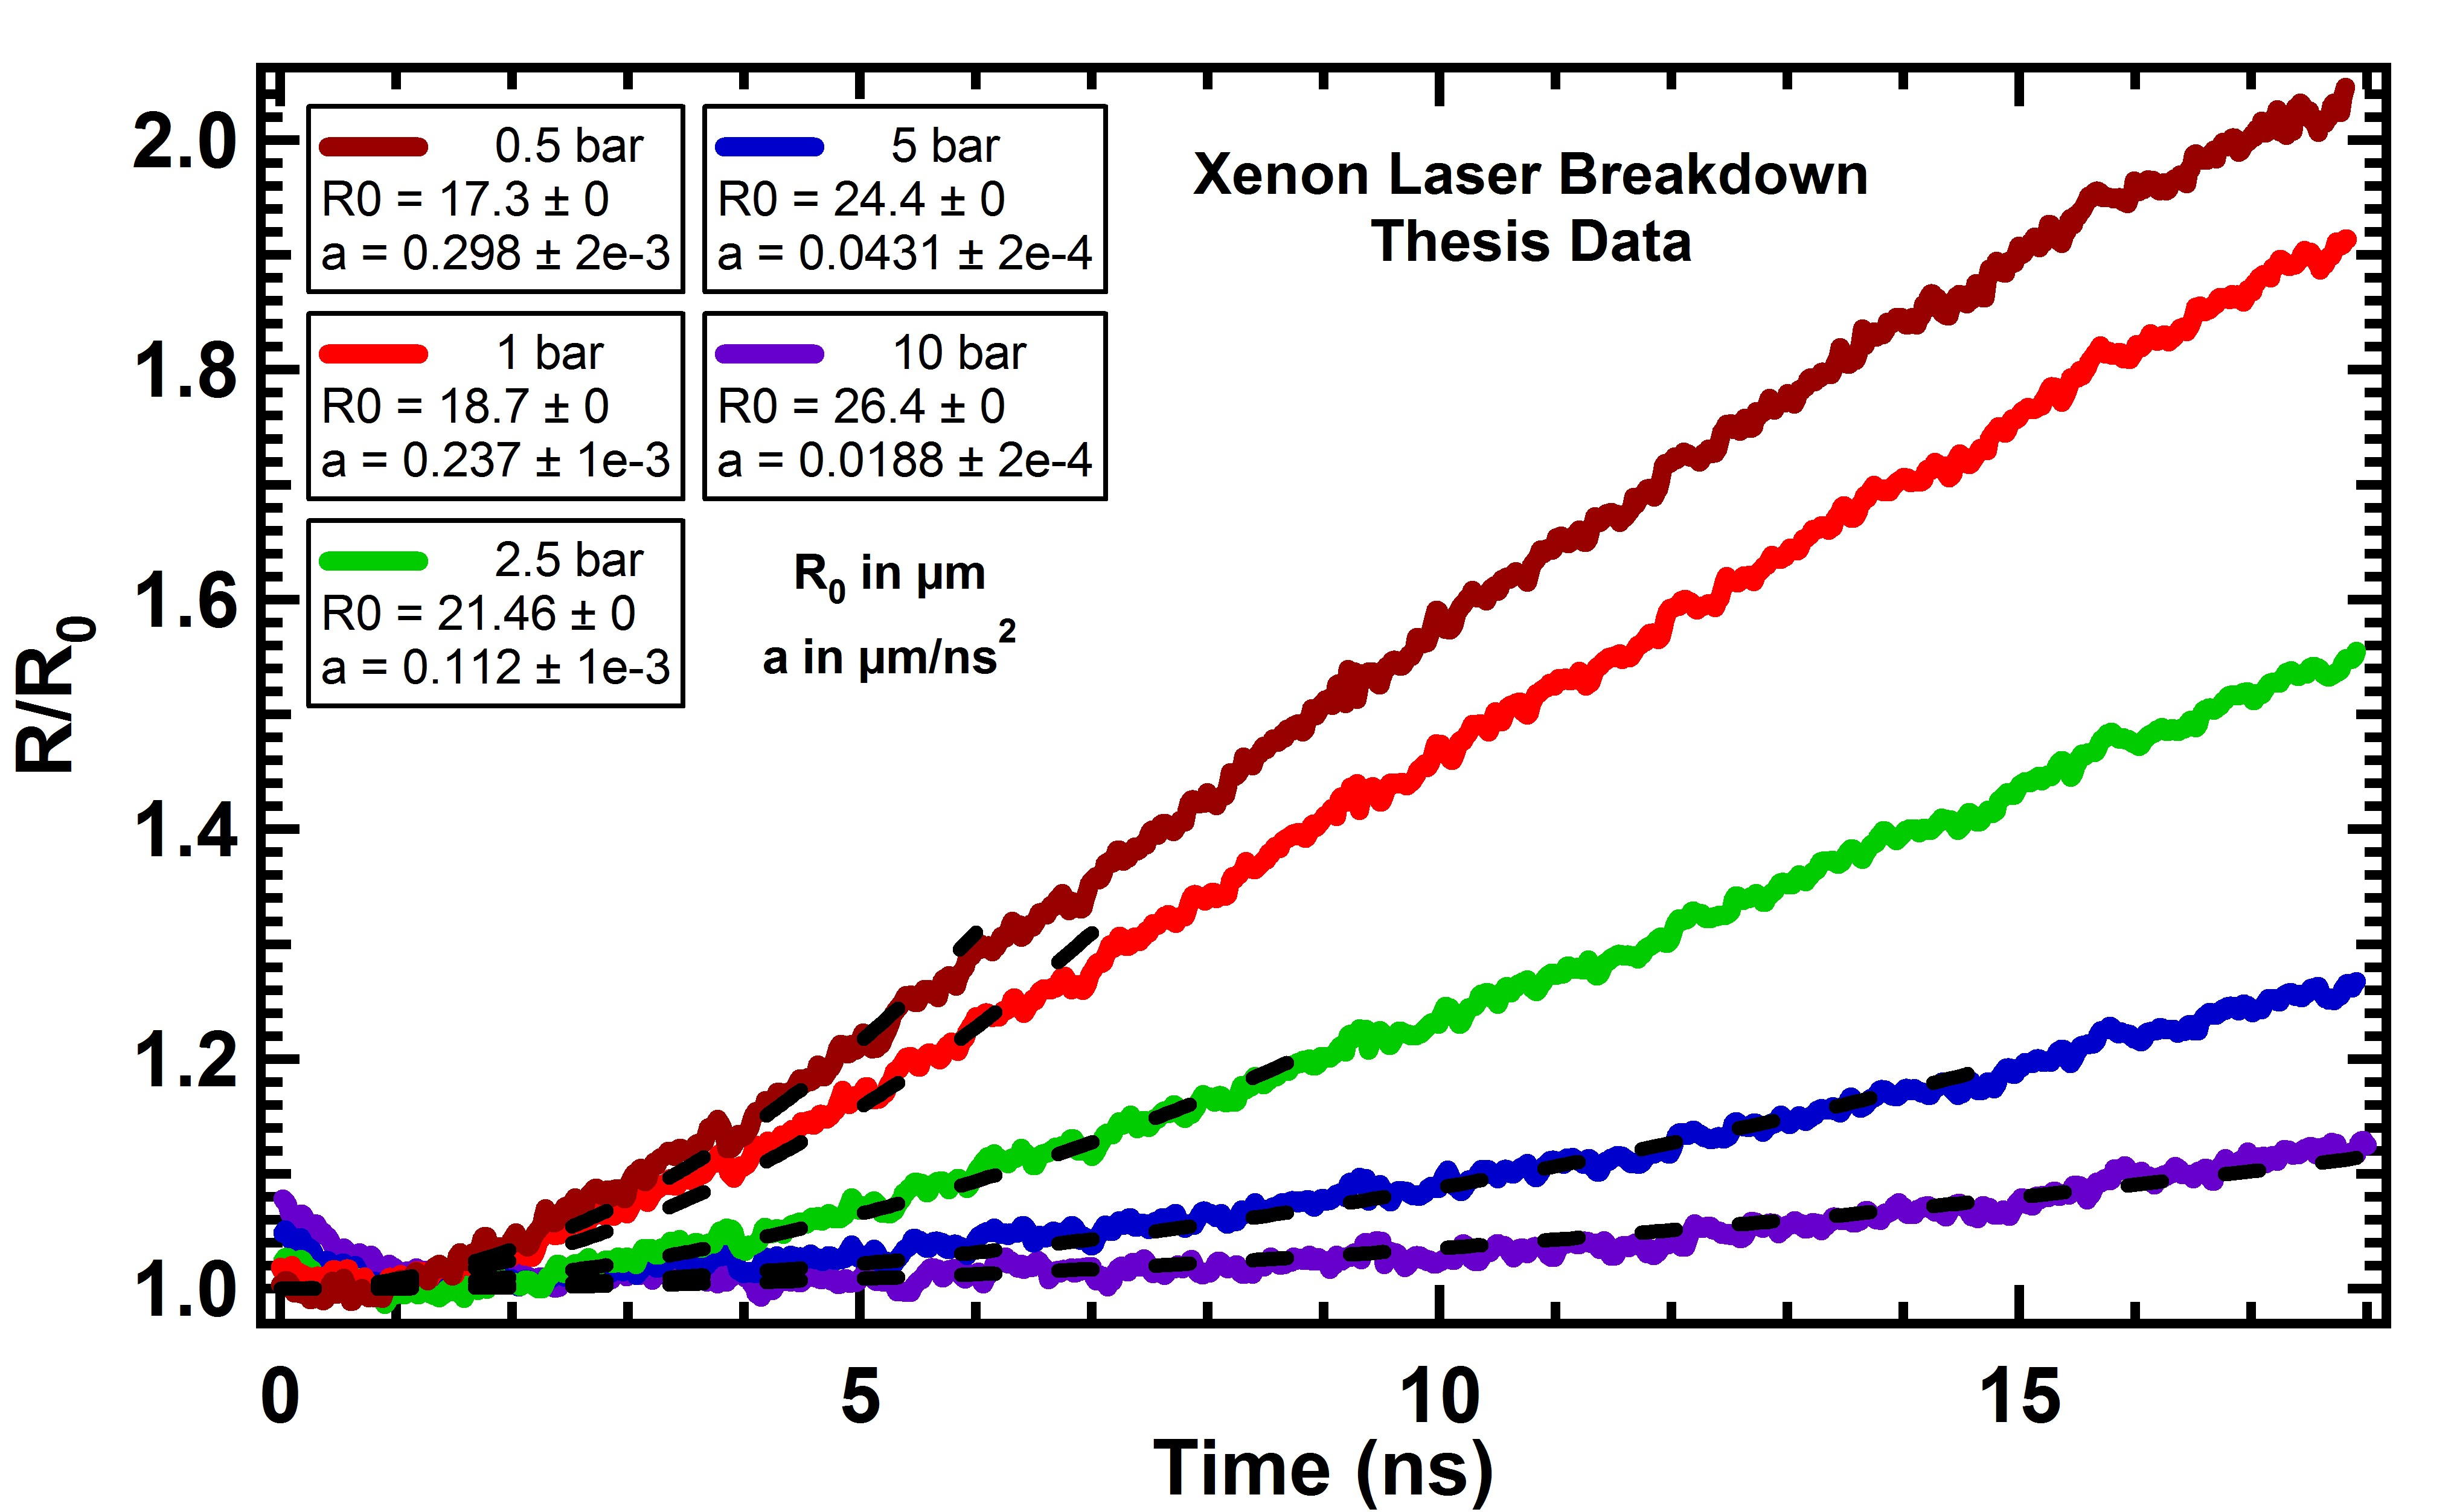 Xenon Laser Breakdown
Thesis Data
0.5 bar
R0 = 17.3 ± 0
a = 0.298 ± 2e-3
5 bar
R0 = 24.4 ± 0
a = 0.0431 ± 2e-4
1 bar
R0 = 18.7 ± 0
a = 0.237 ± 1e-3
10 bar
R0 = 26.4 ± 0
a = 0.0188 ± 2e-4
2.5 bar
R0 = 21.46 ± 0
a = 0.112 ± 1e-3
R₀ in µm
a in µm/ns²
R/R₀
2.0
1.8
1.6
1.4
1.2
1.0
0 5 10 15
Time (ns)